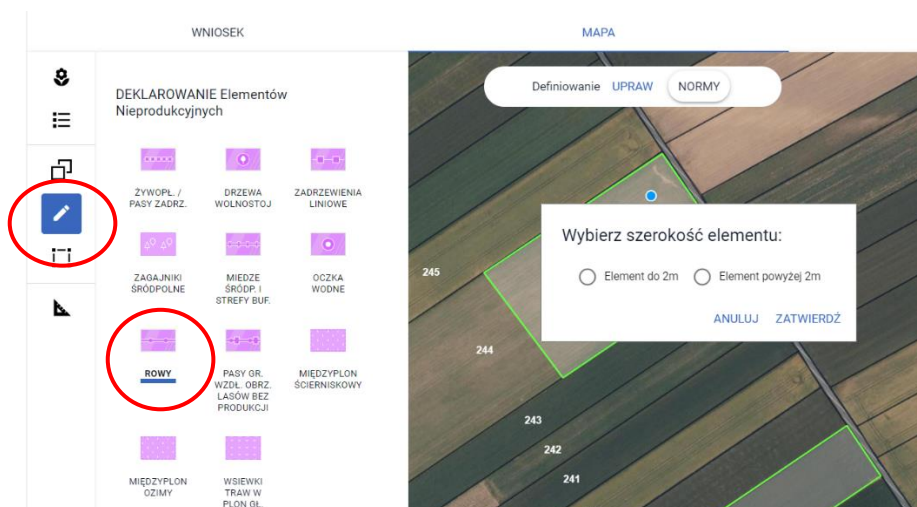 WNIOSEK
MAPA
DEKLAROWANIE Elementów
Nieprodukcyjnych
ŻYWOPŁ. /
PASY ZADRZ.
DRZEWA
WOLNOSTOJ
ZADRZEWIENIA
LINIOWE
ZAGAJNIKI
ŚRÓDPOLNE
MIEDZE
ŚRÓDP. I
STREFY BUF.
OCZKA
WODNE
ROWY
PASY GR.
WZDŁ. OBRZ.
LASÓW BEZ
PRODUKCJI
MIĘDZYPLON
ŚCIERNISKOWY
MIĘDZYPLON
OZIMY
WSIEWKI
TRAW W
PLON GŁ.
Definiowanie UPRAW NORMY
Wybierz szerokość elementu:
Element do 2m Element powyżej 2m
ANULUJ ZATWIERDŹ
245
244
243
242
241